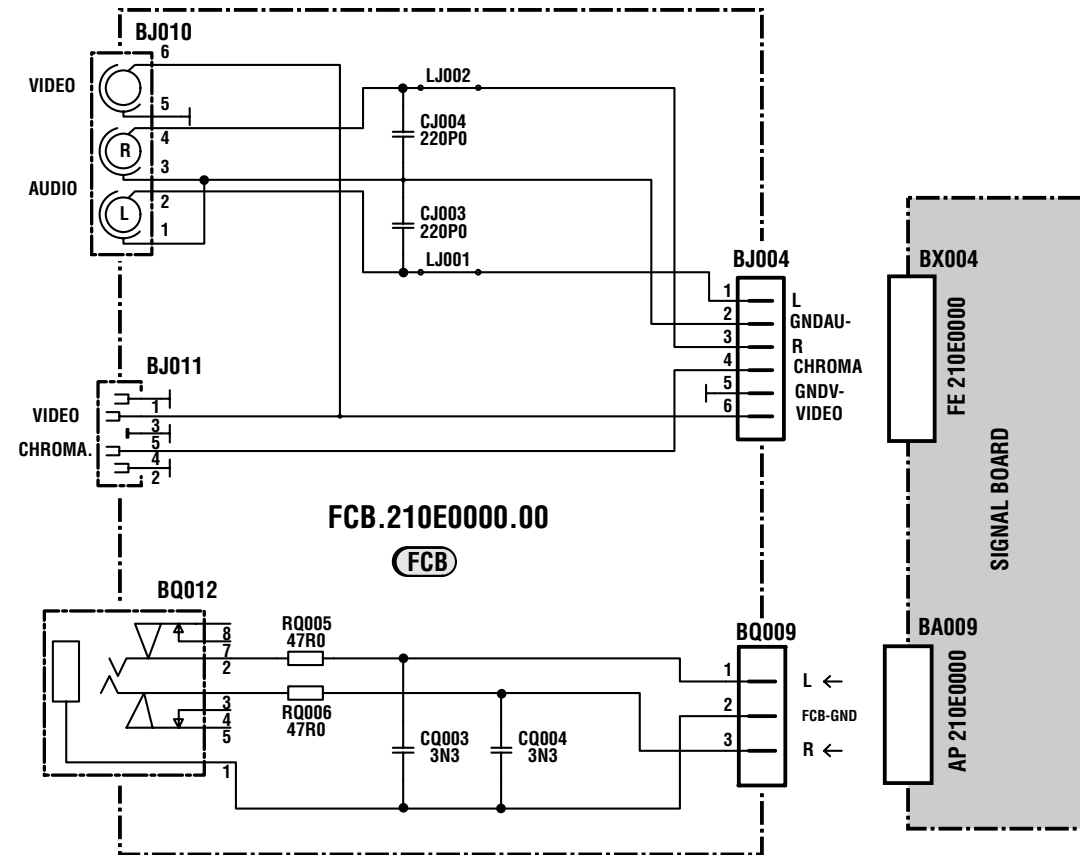 BJ010
6
VIDEO
5
4
R
3
AUDIO
2
L
1
LJ002
CJ004
220P0
CJ003
220P0
LJ001
BJ004
1 L
2 GNDAU-
3 R
4 CHROMA
5 GNDV-
6 VIDEO
BX004
FE 210E0000
SIGNAL BOARD
BJ011
VIDEO
CHROMA.
1
3
5
4
2
FCB.210E0000.00
FCB
BQ012
8
7
2
3
4
5
1
RQ005
47R0
RQ006
47R0
CQ003
3N3
CQ004
3N3
BQ009
1 L ←
2 FCB-GND
3 R ←
BA009
AP 210E0000